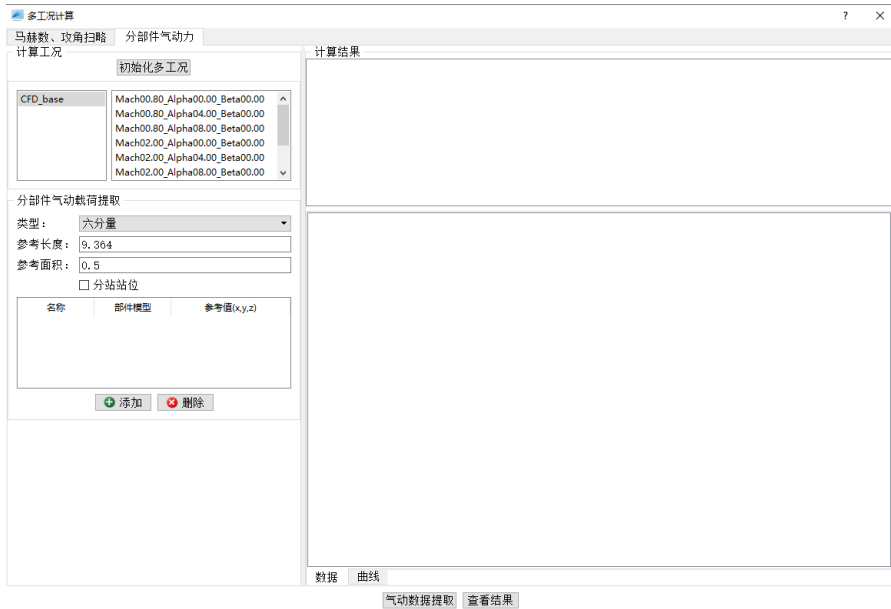 多工况计算
马赫数、攻角扫略 分部件气动力
计算工况
初始化多工况
CFD_base
Mach00.80_Alpha00.00_Beta00.00
Mach00.80_Alpha04.00_Beta00.00
Mach00.80_Alpha08.00_Beta00.00
Mach02.00_Alpha00.00_Beta00.00
Mach02.00_Alpha04.00_Beta00.00
Mach02.00_Alpha08.00_Beta00.00
分部件气动载荷提取
类型： 六分量
参考长度： 9.364
参考面积： 0.5
分站站位
名称 部件模型 参考值(x,y,z)
添加 删除
计算结果
数据 曲线
气动数据提取 查看结果